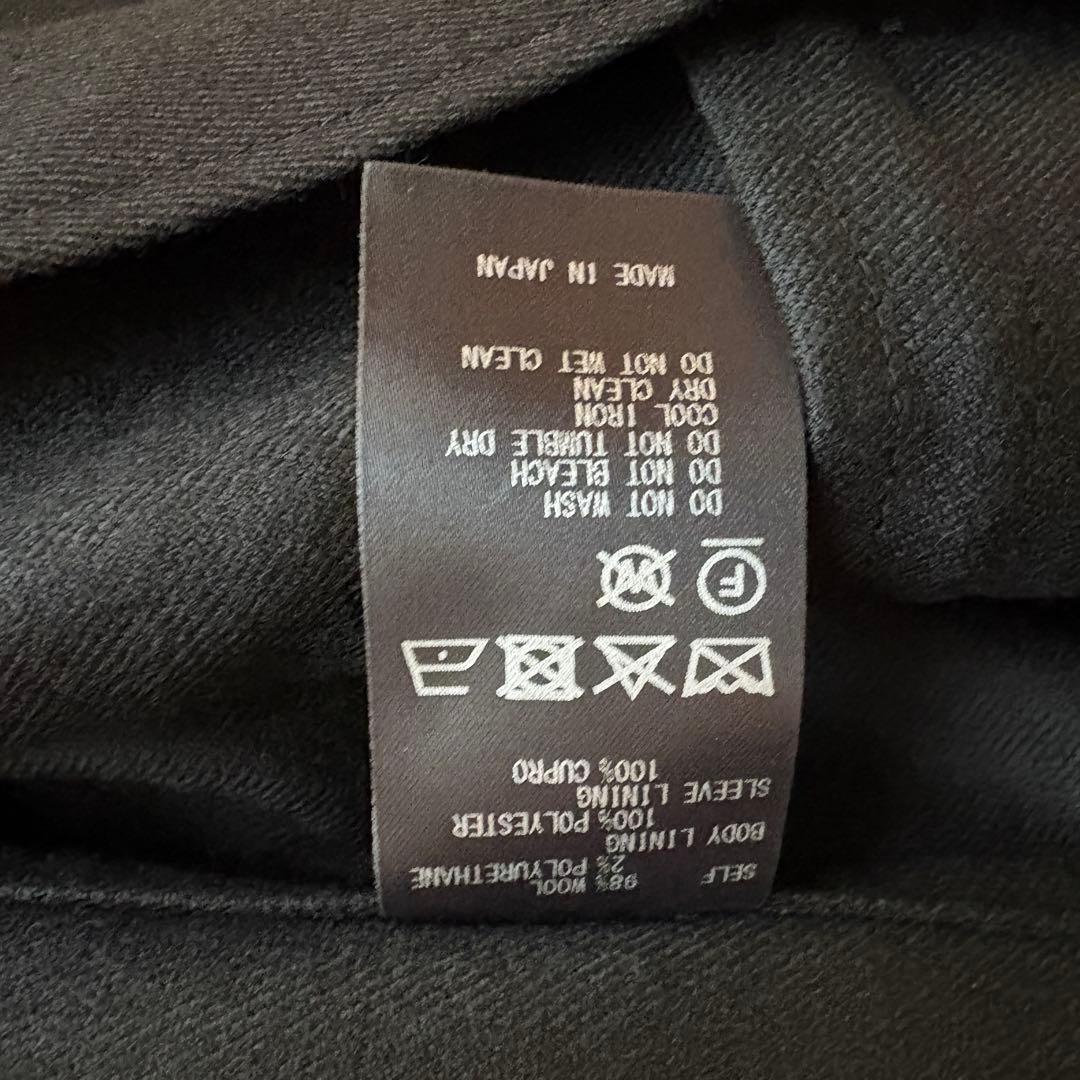 SELF
98% WOOL
2% POLYURETHANE
BODY LINING
100% POLYESTER
SLEEVE LINING
100% CUPRO
F W
DO NOT WASH
DO NOT BLEACH
DO NOT TUMBLE DRY
COOL IRON
DRY CLEAN
DO NOT WET CLEAN
MADE IN JAPAN